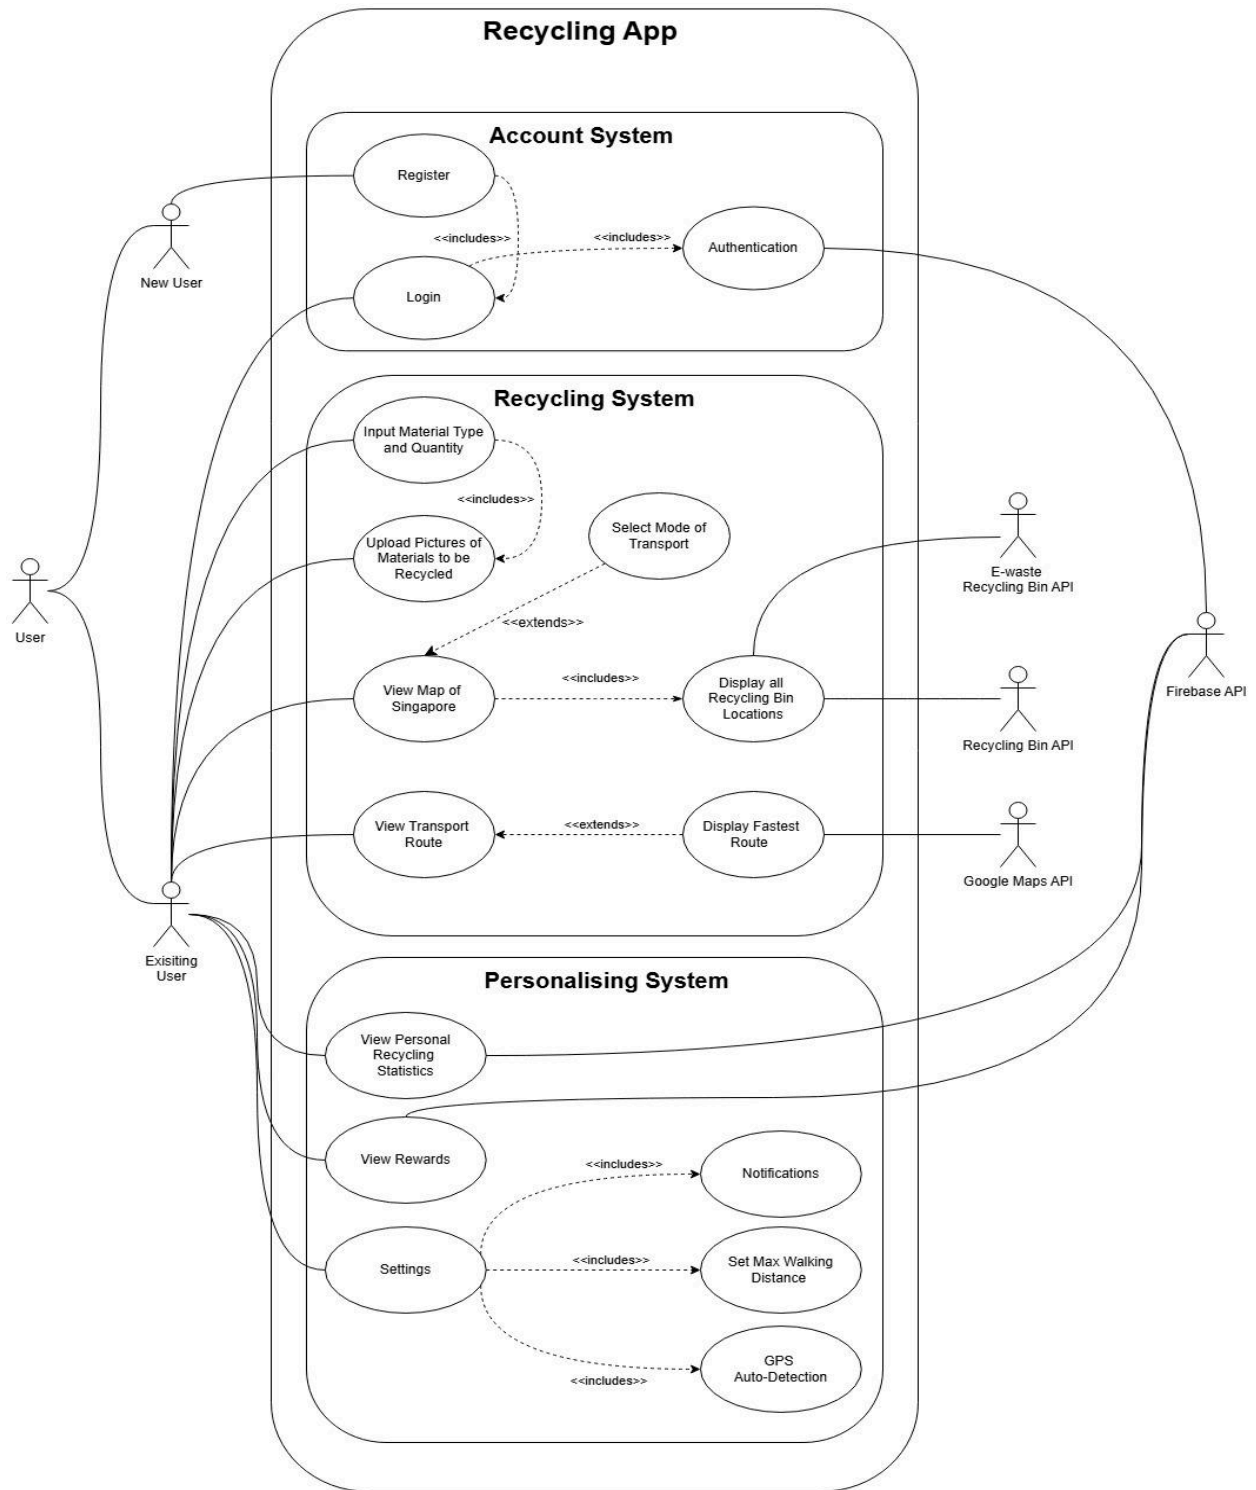 Recycling App
Account System
Register
<<includes>>
<<includes>>
Authentication
New User
Login
Recycling System
Input Material Type
and Quantity
<<includes>>
Select Mode of
Transport
Upload Pictures of
Materials to be
Recycled
E-waste
Recycling Bin API
User
<<extends>>
View Map of
Singapore
<<includes>>
Display all
Recycling Bin
Locations
Firebase API
Recycling Bin API
View Transport
Route
<<extends>>
Display Fastest
Route
Google Maps API
Exisiting
User
Personalising System
View Personal
Recycling
Statistics
View Rewards
<<includes>>
Notifications
Settings
<<includes>>
Set Max Walking
Distance
<<includes>>
GPS
Auto-Detection